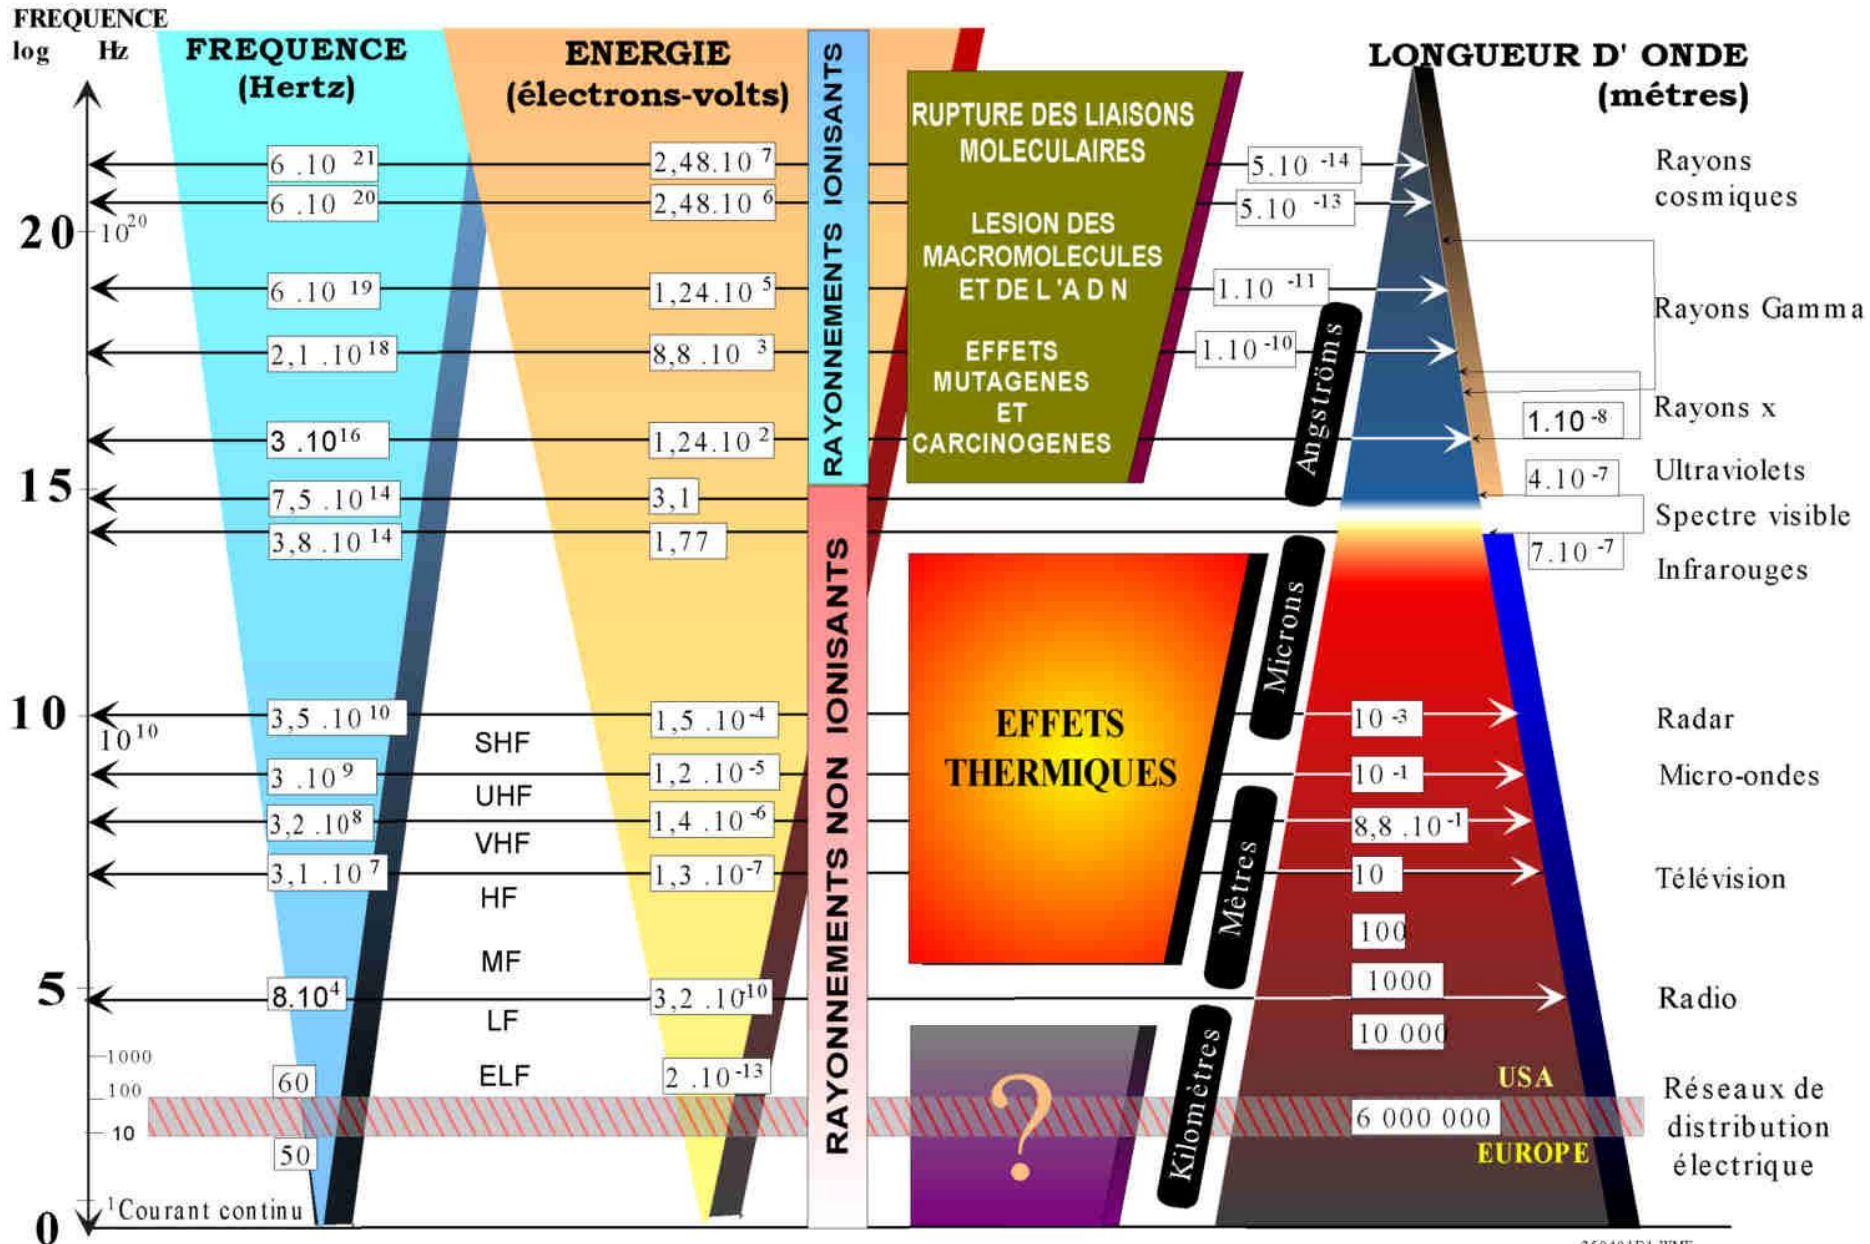 FREQUENCE
log Hz
FREQUENCE
(Hertz)
ENERGIE
(électrons-volts)
LONGUEUR D' ONDE
(métres)
20
10 20
15
10
10 10
5
1000
100
10
1
0
Courant continu
6 .10 21
6 .10 20
6 .10 19
2,1 .10 18
3 .10 16
7,5 .10 14
3,8 .10 14
3,5 .10 10
3 .10 9
3,2 .10 8
3,1 .10 7
8.10 4
60
50
SHF
UHF
VHF
HF
MF
LF
ELF
2,48.10 7
2,48.10 6
1,24.10 5
8,8 .10 3
1,24.10 2
3,1
1,77
1,5 .10 -4
1,2 .10 -5
1,4 .10 -6
1,3 .10 -7
3,2 .10 -10
2 .10 -13
RAYONNEMENTS IONISANTS
RAYONNEMENTS NON IONISANTS
RUPTURE DES LIAISONS
MOLECULAIRES
LESION DES
MACROMOLECULES
ET DE L 'A D N
EFFETS
MUTAGENES
ET
CARCINOGENES
EFFETS
THERMIQUES
?
5.10 -14
5.10 -13
1.10 -11
1.10 -10
Angströms
Microns
Mètres
Kilomètres
1.10 -8
4.10 -7
7.10 -7
10 -3
10 -1
8,8 .10 -1
10
100
1000
10 000
USA
6 000 000
EUROPE
Rayons
cosmiques
Rayons Gamma
Rayons x
Ultraviolets
Spectre visible
Infrarouges
Radar
Micro-ondes
Télévision
Radio
Réseaux de
distribution
électrique